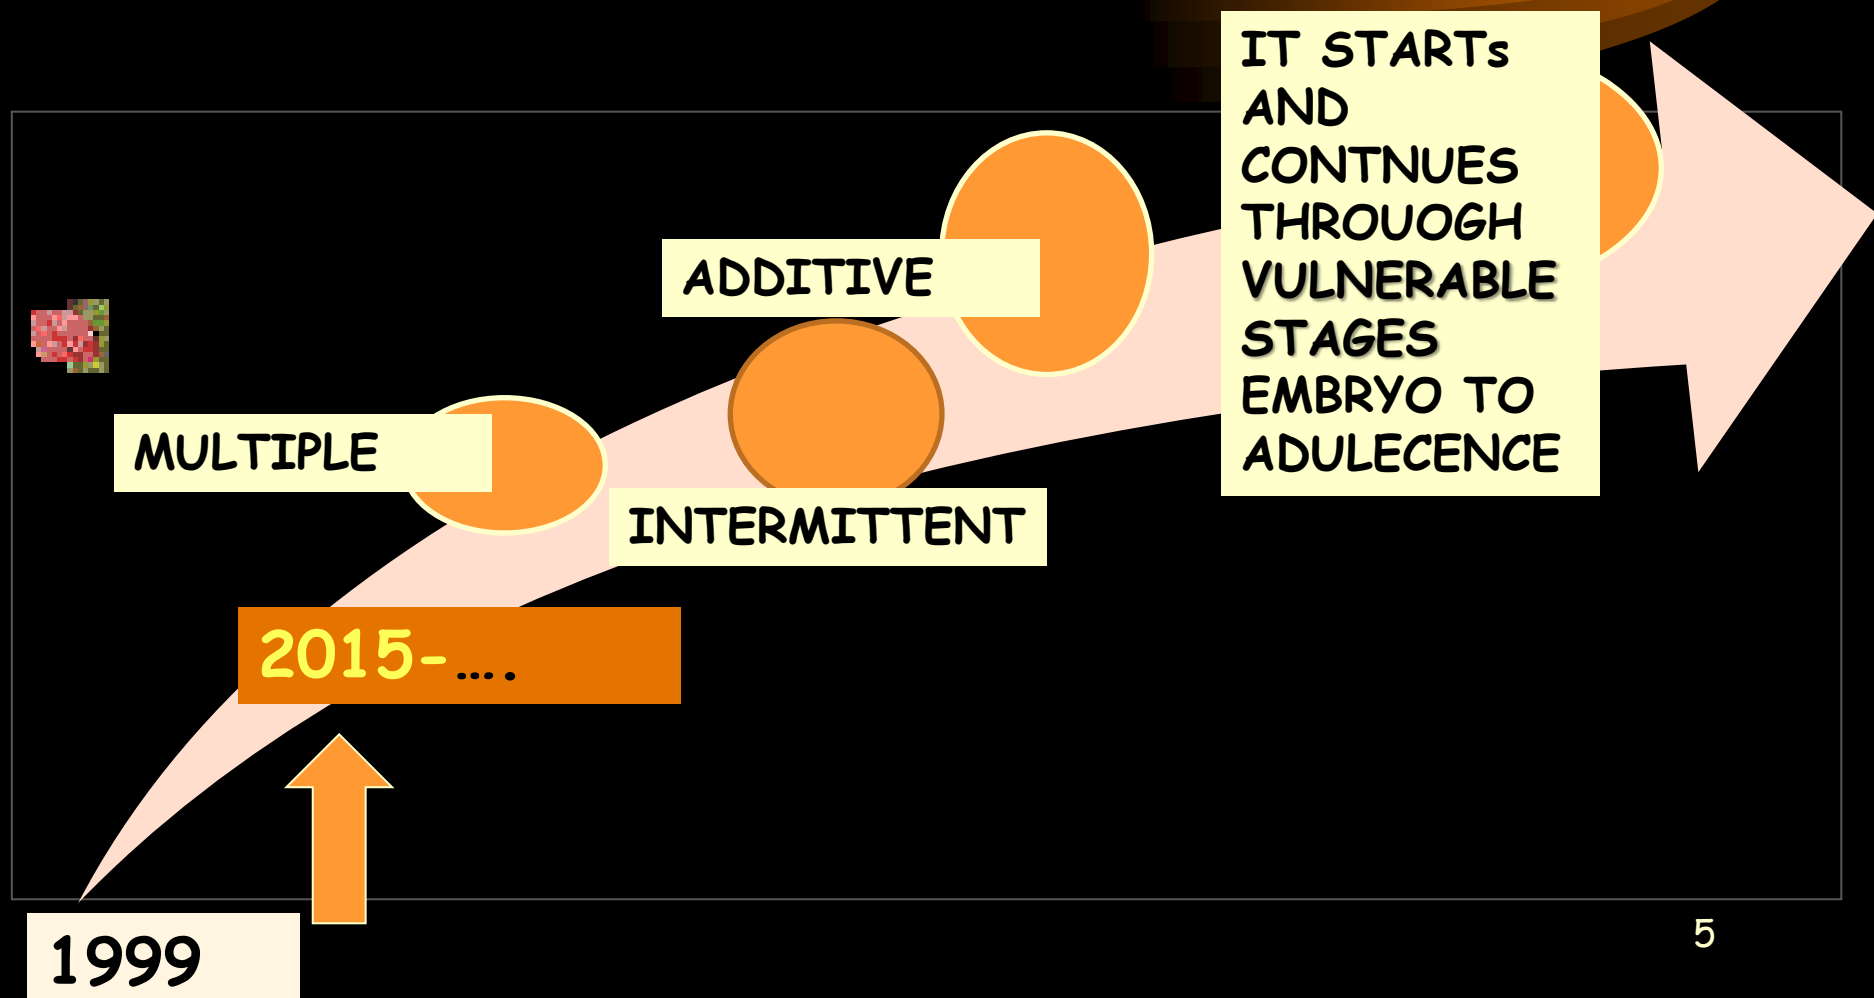 IT STARTs
AND
CONTNUES
THROUOGH
VULNERABLE
STAGES
EMBRYO TO
ADULECENCE
ADDITIVE
MULTIPLE
INTERMITTENT
2015-….
1999
5